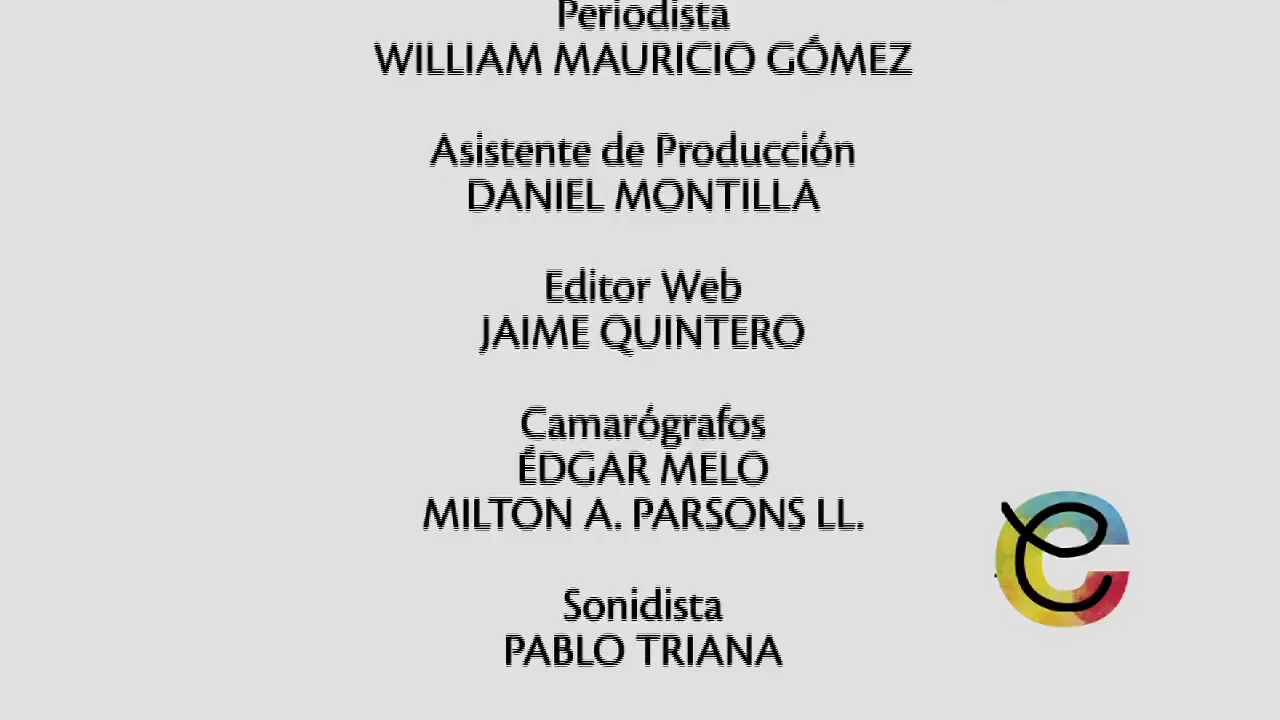 Periodista
WILLIAM MAURICIO GÓMEZ
Asistente de Producción
DANIEL MONTILLA
Editor Web
JAIME QUINTERO
Camarógrafos
ÉDGAR MELO
MILTON A. PARSONS LL.
Sonidista
PABLO TRIANA